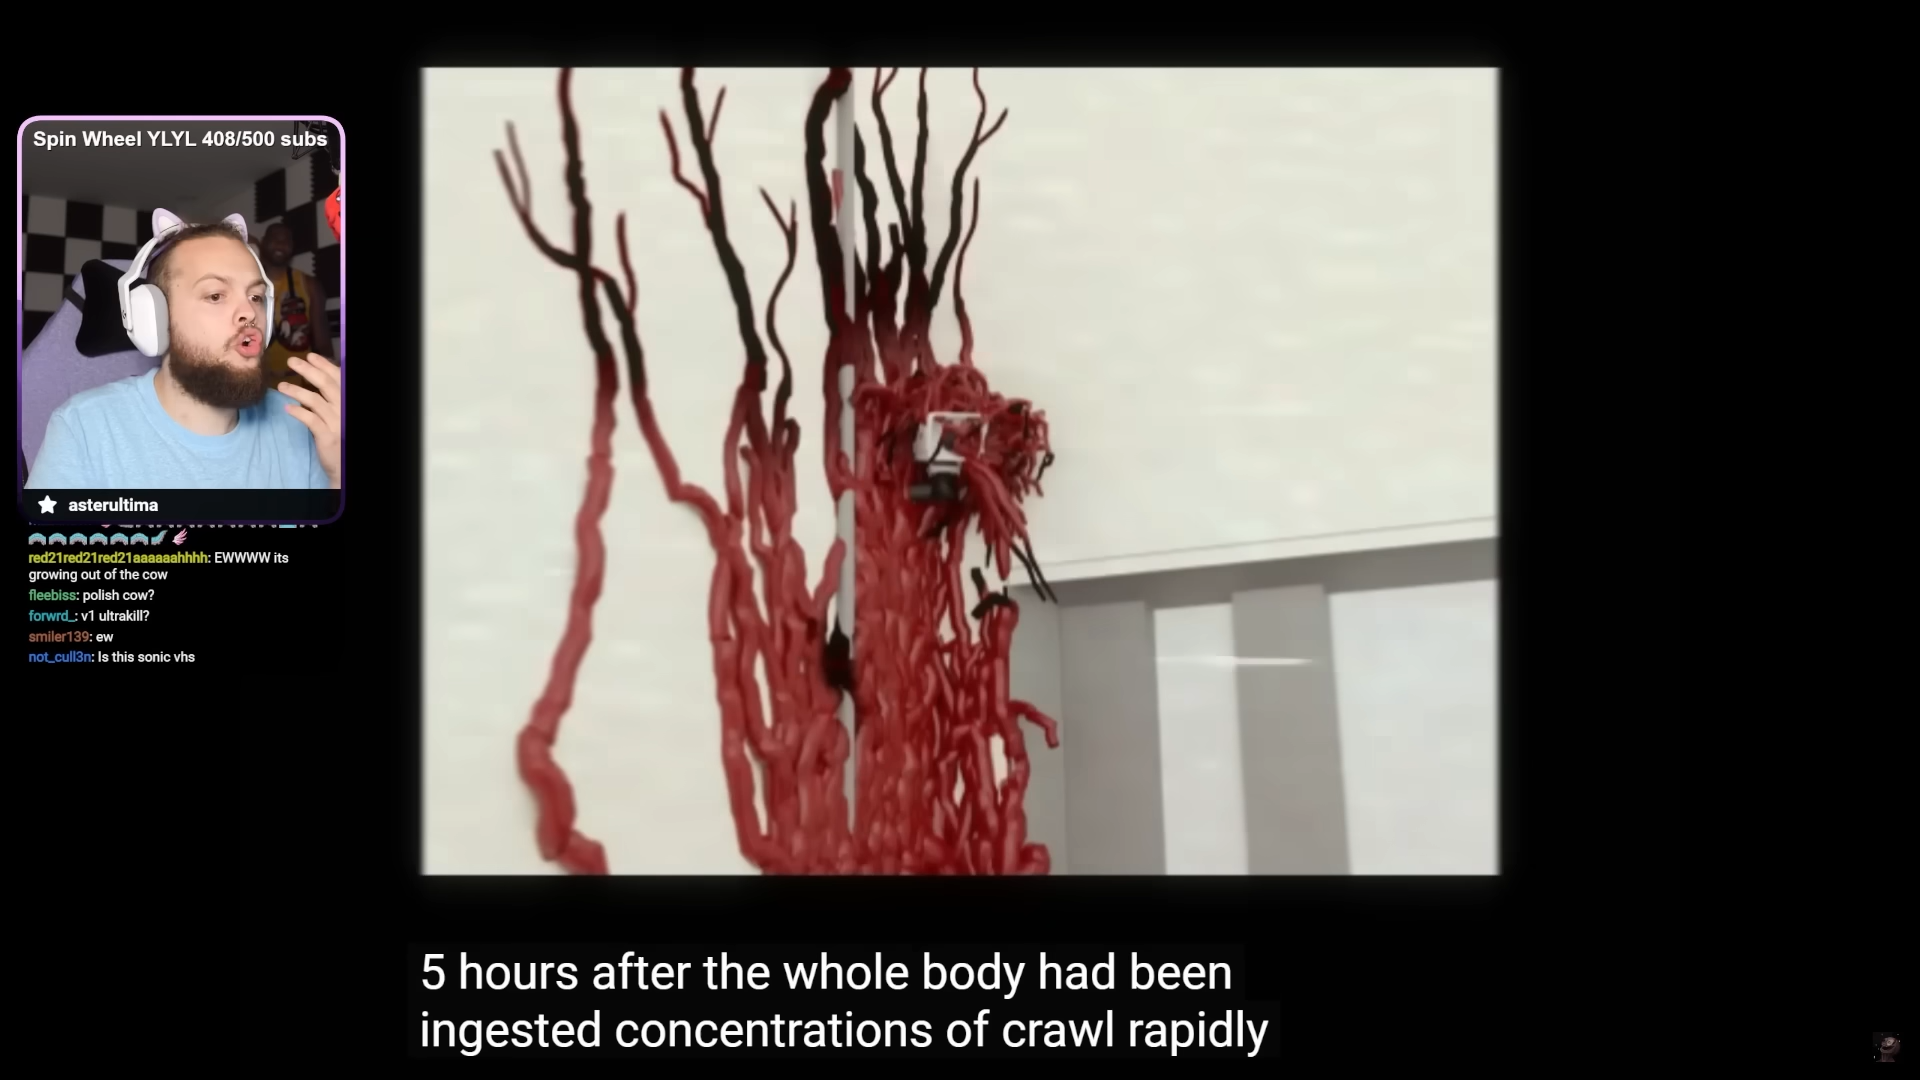 Spin Wheel YLYL 408/500 subs
asterultima
red21red21red21aaaaaahhhh: EWWWW its
growing out of the cow
fleebiss: polish cow?
forwrd_: v1 ultrakill?
smiler139: ew
not_cull3n: Is this sonic vhs
5 hours after the whole body had been
ingested concentrations of crawl rapidly